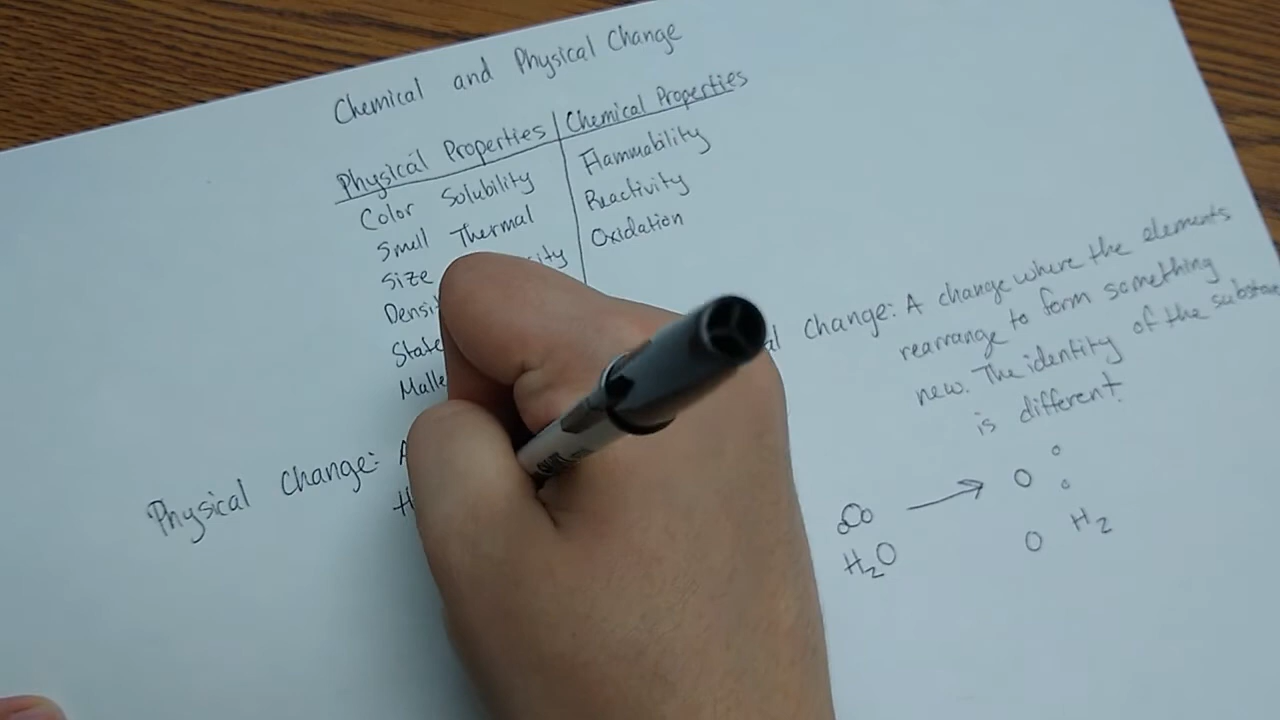 Chemical and Physical Change
Physical Properties | Chemical Properties
Color Solubility Flammability
Smell Thermal Reactivity
Size Oxidation
Physical Change:
Change: A change where the elements
rearrange to form something
new. The identity of the
is different.
H2O
O H2